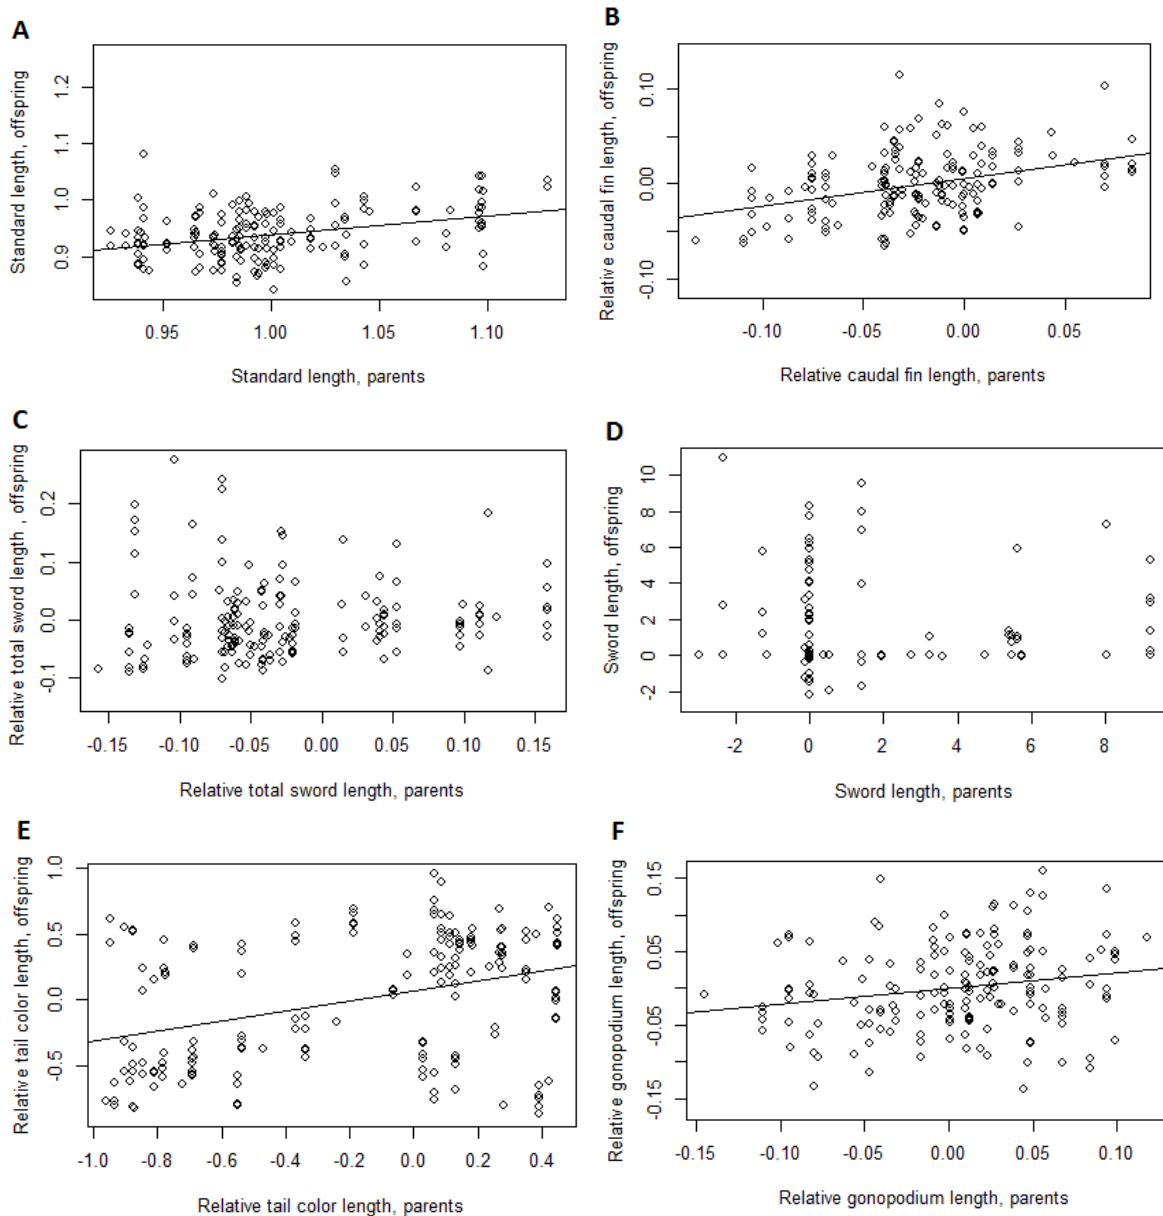 A
Standard length, offspring
1.2
1.1
1.0
0.9
0.95 1.00 1.05 1.10
Standard length, parents
B
Relative caudal fin length, offspring
0.10
0.00
-0.10
-0.10 -0.05 0.00 0.05
Relative caudal fin length, parents
C
Relative total sword length , offspring
0.2
0.1
0.0
-0.1
-0.15 -0.10 -0.05 0.00 0.05 0.10 0.15
Relative total sword length, parents
D
Sword length, offspring
10
8
6
4
2
0
-2
-2 0 2 4 6 8
Sword length, parents
E
Relative tail color length, offspring
1.0
0.5
0.0
-0.5
-1.0 -0.8 -0.6 -0.4 -0.2 0.0 0.2 0.4
Relative tail color length, parents
F
Relative gonopodium length, offspring
0.15
0.05
-0.05
-0.15
-0.15 -0.10 -0.05 0.00 0.05 0.10
Relative gonopodium length, parents